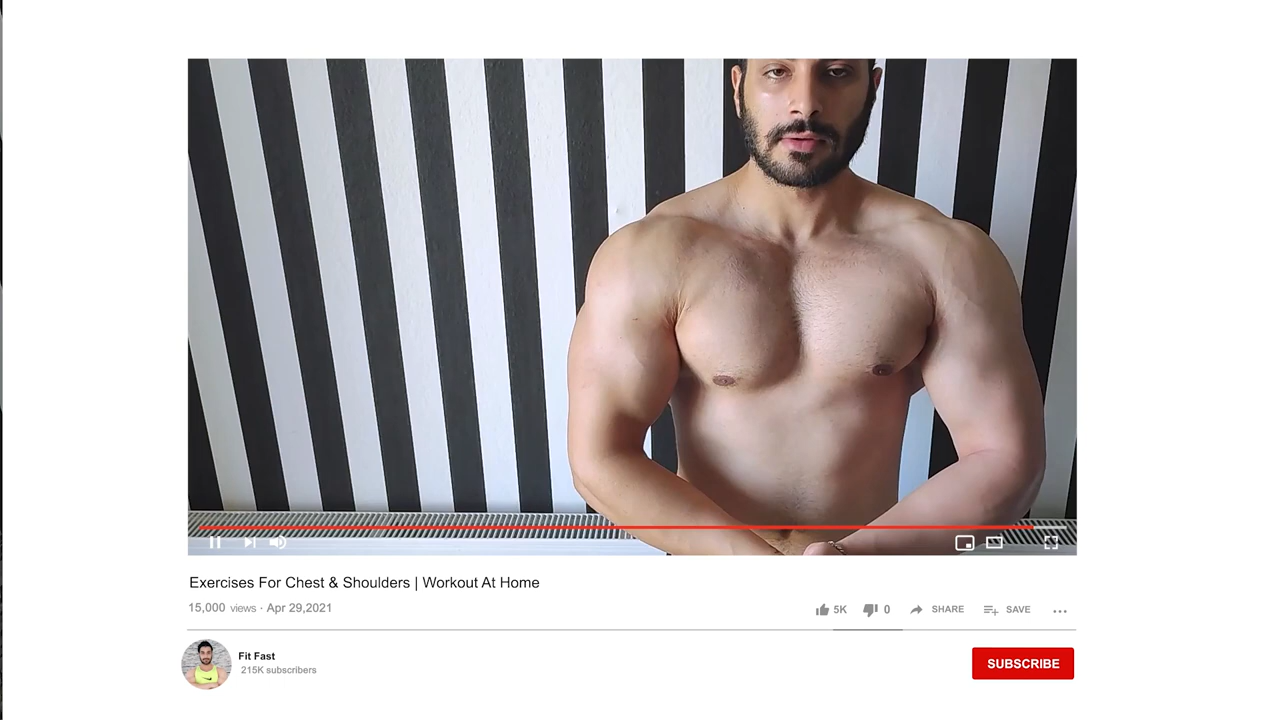 Exercises For Chest & Shoulders | Workout At Home
15,000 views · Apr 29,2021
5K 0 SHARE SAVE
Fit Fast
215K subscribers
SUBSCRIBE